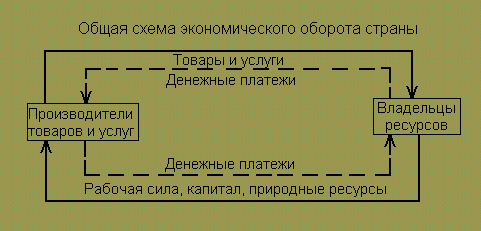 Общая схема экономического оборота страны
Товары и услуги
Денежные платежи
Производители
товаров и услуг
Владельцы
ресурсов
Денежные платежи
Рабочая сила, капитал, природные ресурсы